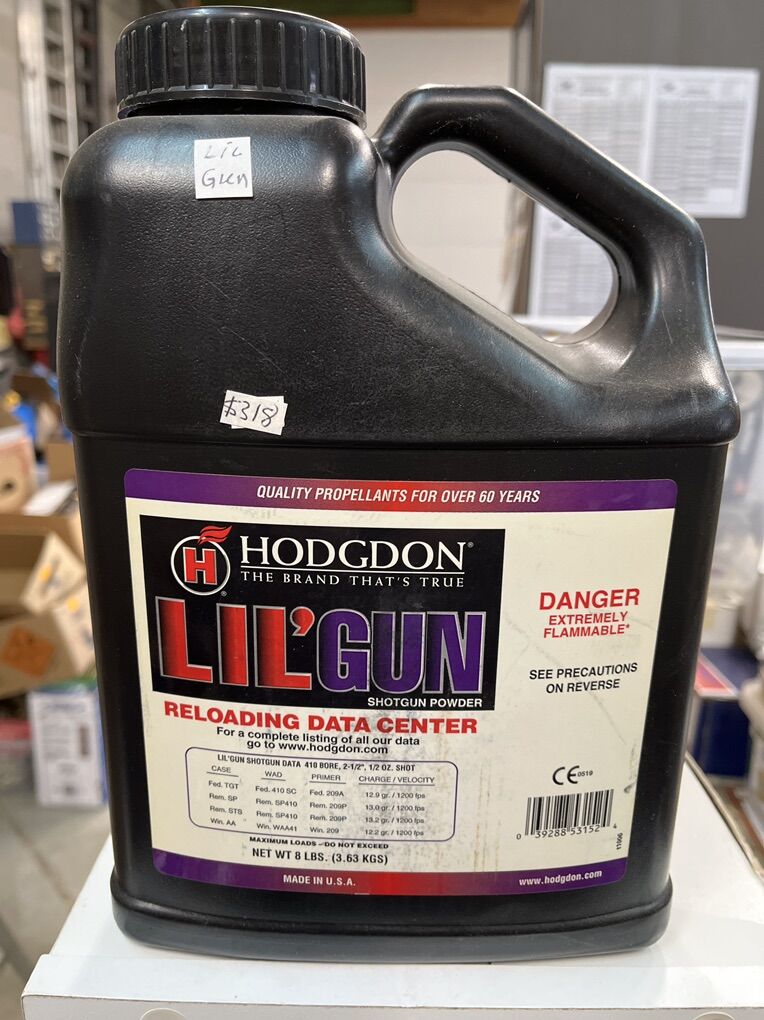 LiL
Gun
$318
QUALITY PROPELLANTS FOR OVER 60 YEARS
H HODGDON®
THE BRAND THAT'S TRUE
®
LIL'GUN
SHOTGUN POWDER
DANGER
EXTREMELY
FLAMMABLE*
SEE PRECAUTIONS
ON REVERSE
RELOADING DATA CENTER
For a complete listing of all our data
go to www.hodgdon.com
LIL'GUN SHOTGUN DATA 410 BORE, 2-1/2", 1/2 OZ. SHOT
CASE WAD PRIMER CHARGE / VELOCITY
Fed. TGT Fed. 410 SC Fed. 209A 12.9 gr. / 1200 fps
Rem. SP Rem. SP410 Rem. 209P 13.0 gr. / 1200 fps
Rem. STS Rem. SP410 Rem. 209P 13.2 gr. / 1200 fps
Win. AA Win. WAA41 Win. 209 12.2 gr. / 1200 fps
MAXIMUM LOADS – DO NOT EXCEED
NET WT 8 LBS. (3.63 KGS)
CE 0519
0 39288 53152 4
MADE IN U.S.A.
www.hodgdon.com